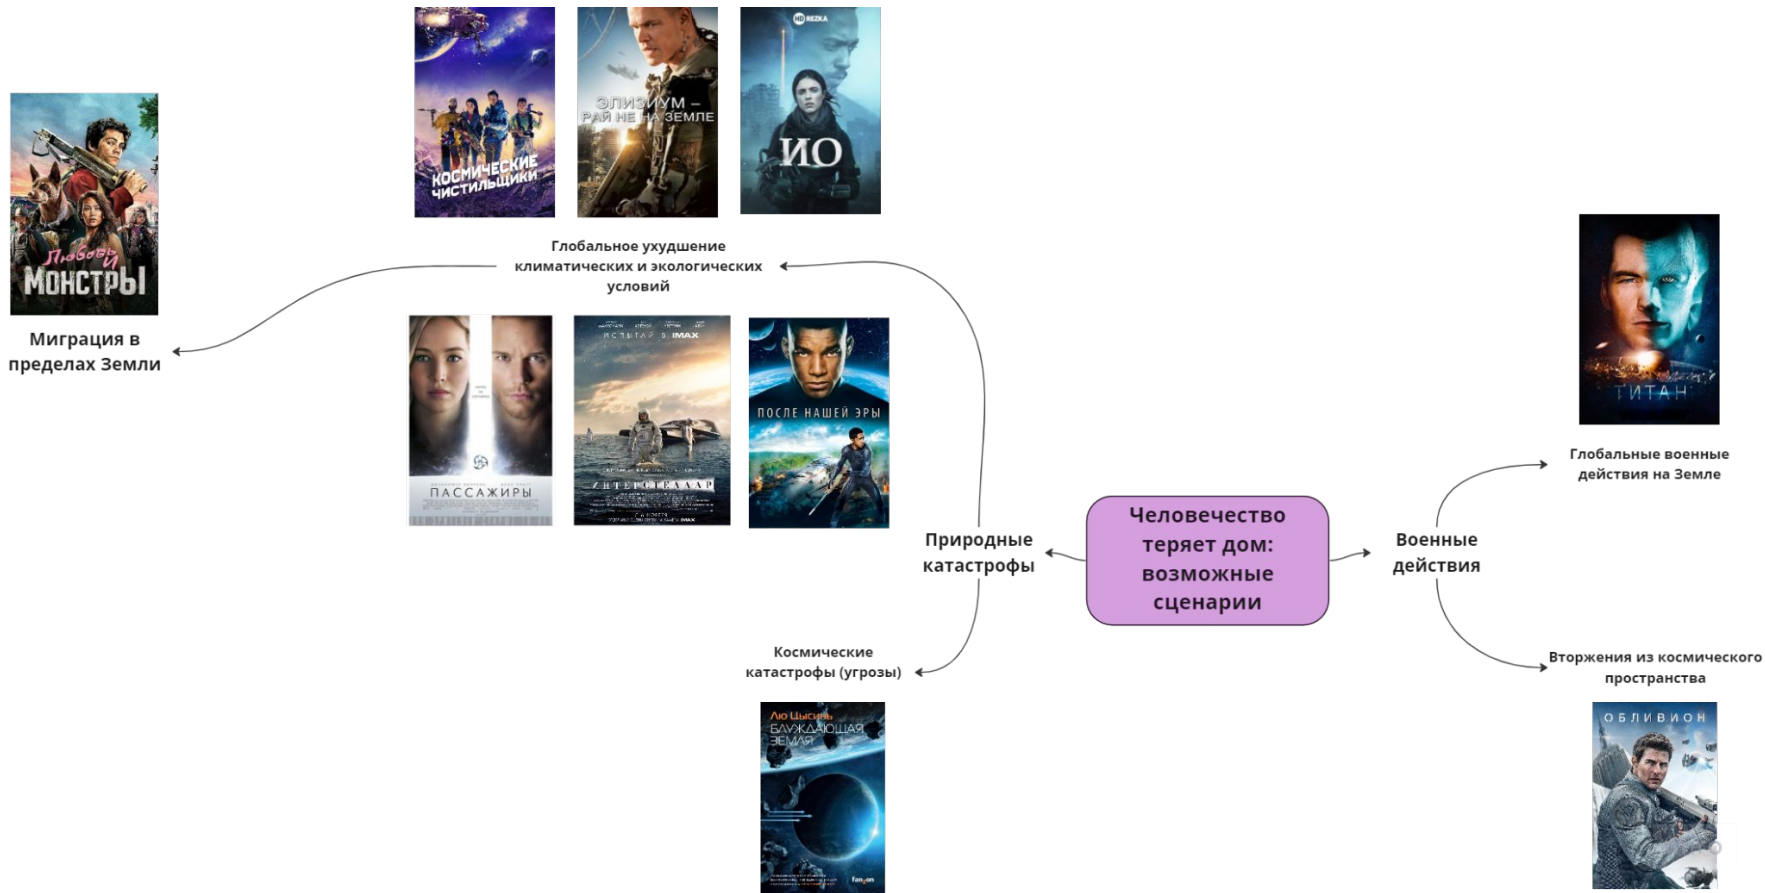 HD REZKA
КОСМИЧЕСКИЕ
ЧИСТИЛЬЩИКИ
ЭЛИЗИУМ –
РАЙ НЕ НА ЗЕМЛЕ
ИО
Любовь и
МОНСТРЫ
Миграция в
пределах Земли
Глобальное ухудшение
климатических и экологических
условий
ПАССАЖИРЫ
ИСПЫТАЙ В IMAX
ИНТЕРСТЕЛЛАР
ПОСЛЕ НАШЕЙ ЭРЫ
ТИТАН
Глобальные военные
действия на Земле
Природные
катастрофы
Человечество
теряет дом:
возможные
сценарии
Военные
действия
Космические
катастрофы (угрозы)
Лю Цысинь
БЛУЖДАЮЩАЯ
ЗЕМЛЯ
fanzon
Вторжения из космического
пространства
ОБЛИВИОН